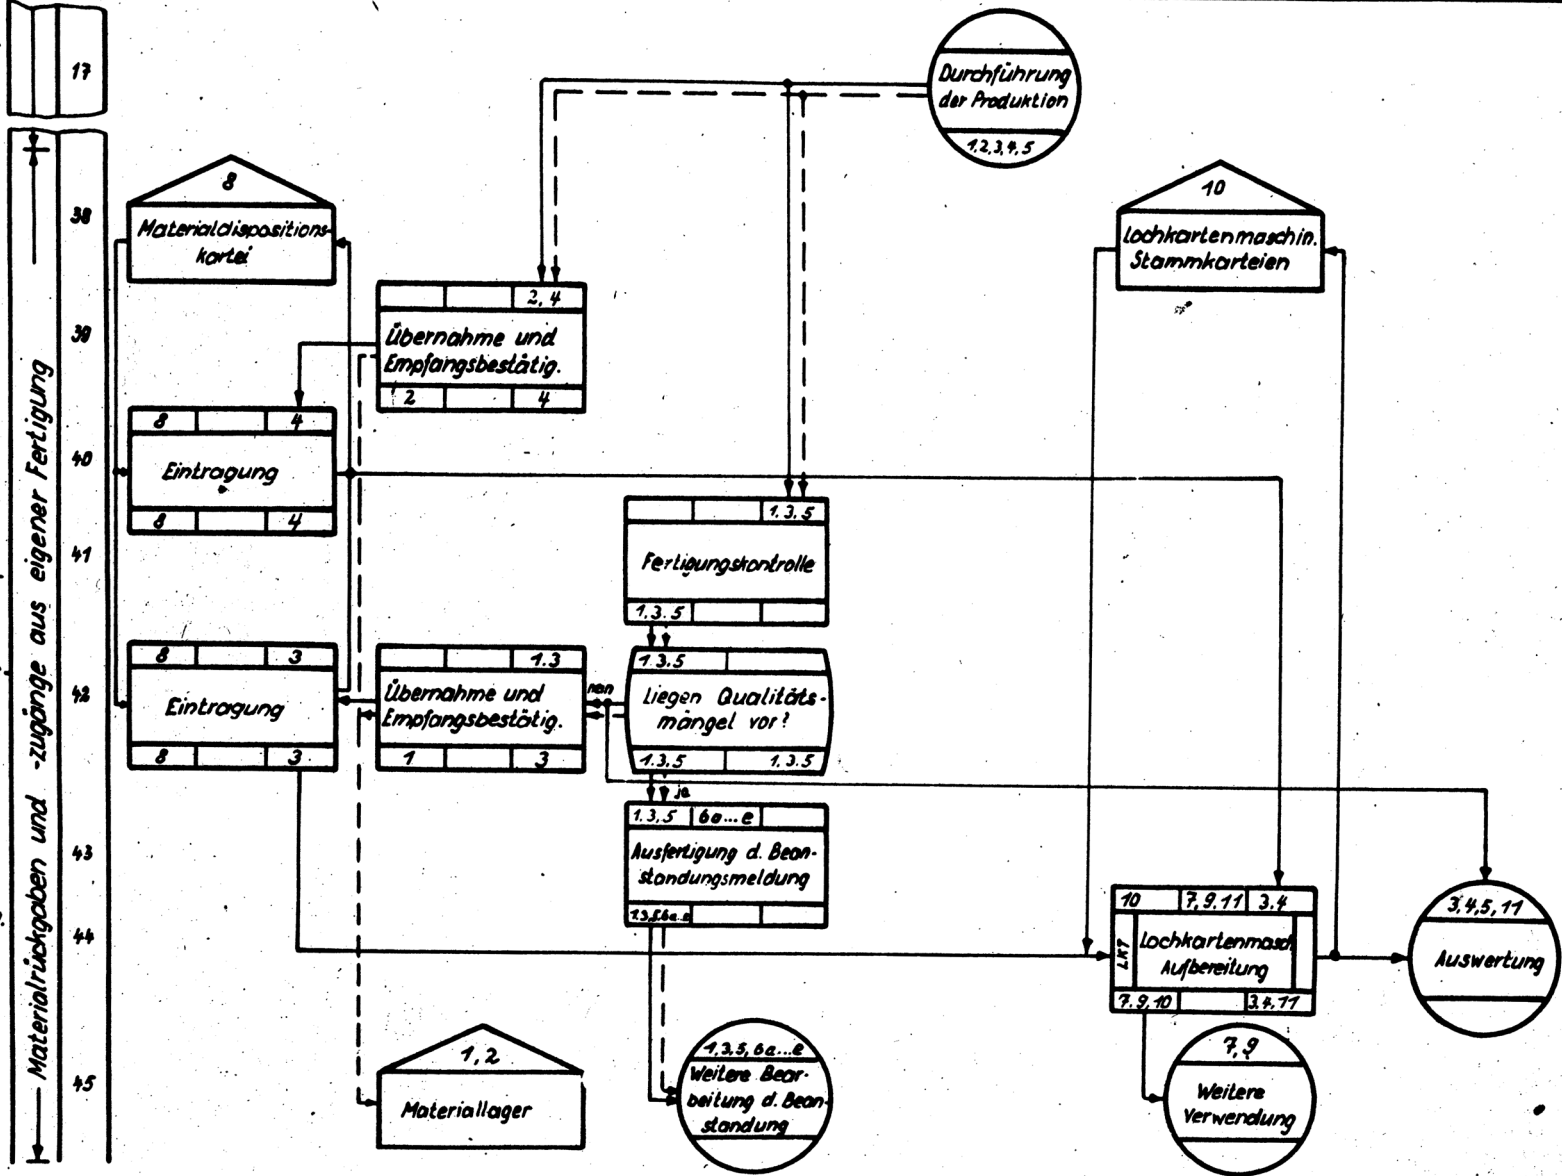 17
Durchführung
der Produktion
1,2,3,4,5
38
8
Materialdispositions-
kartei
10
Lochkartenmaschin.
Stammkarteien
39
2, 4
Übernahme und
Empfangsbestätig.
2 4
40
8 4
Eintragung
8 4
41
1.3.5
Fertigungskontrolle
1.3.5
42
8 3
Eintragung
8 3
1.3
Übernahme und
Empfangsbestätig.
1 3
1.3.5
Liegen Qualitäts-
mängel vor?
1.3.5 1.3.5
ja
43
1.3,5 6a...e
Ausfertigung d. Bean-
standungsmeldung
44
10 7,9.11 3.4
LKT
Lochkartenmasch
Aufbereitung
7.9,10 3.4.11
3,4,5,11
Auswertung
45
1,2
Materiallager
1,3,5,6a...e
Weitere Bear-
beitung d. Bean-
standung
7,9
Weitere
Verwendung
Materialrückgaben und -zugänge aus eigener Fertigung